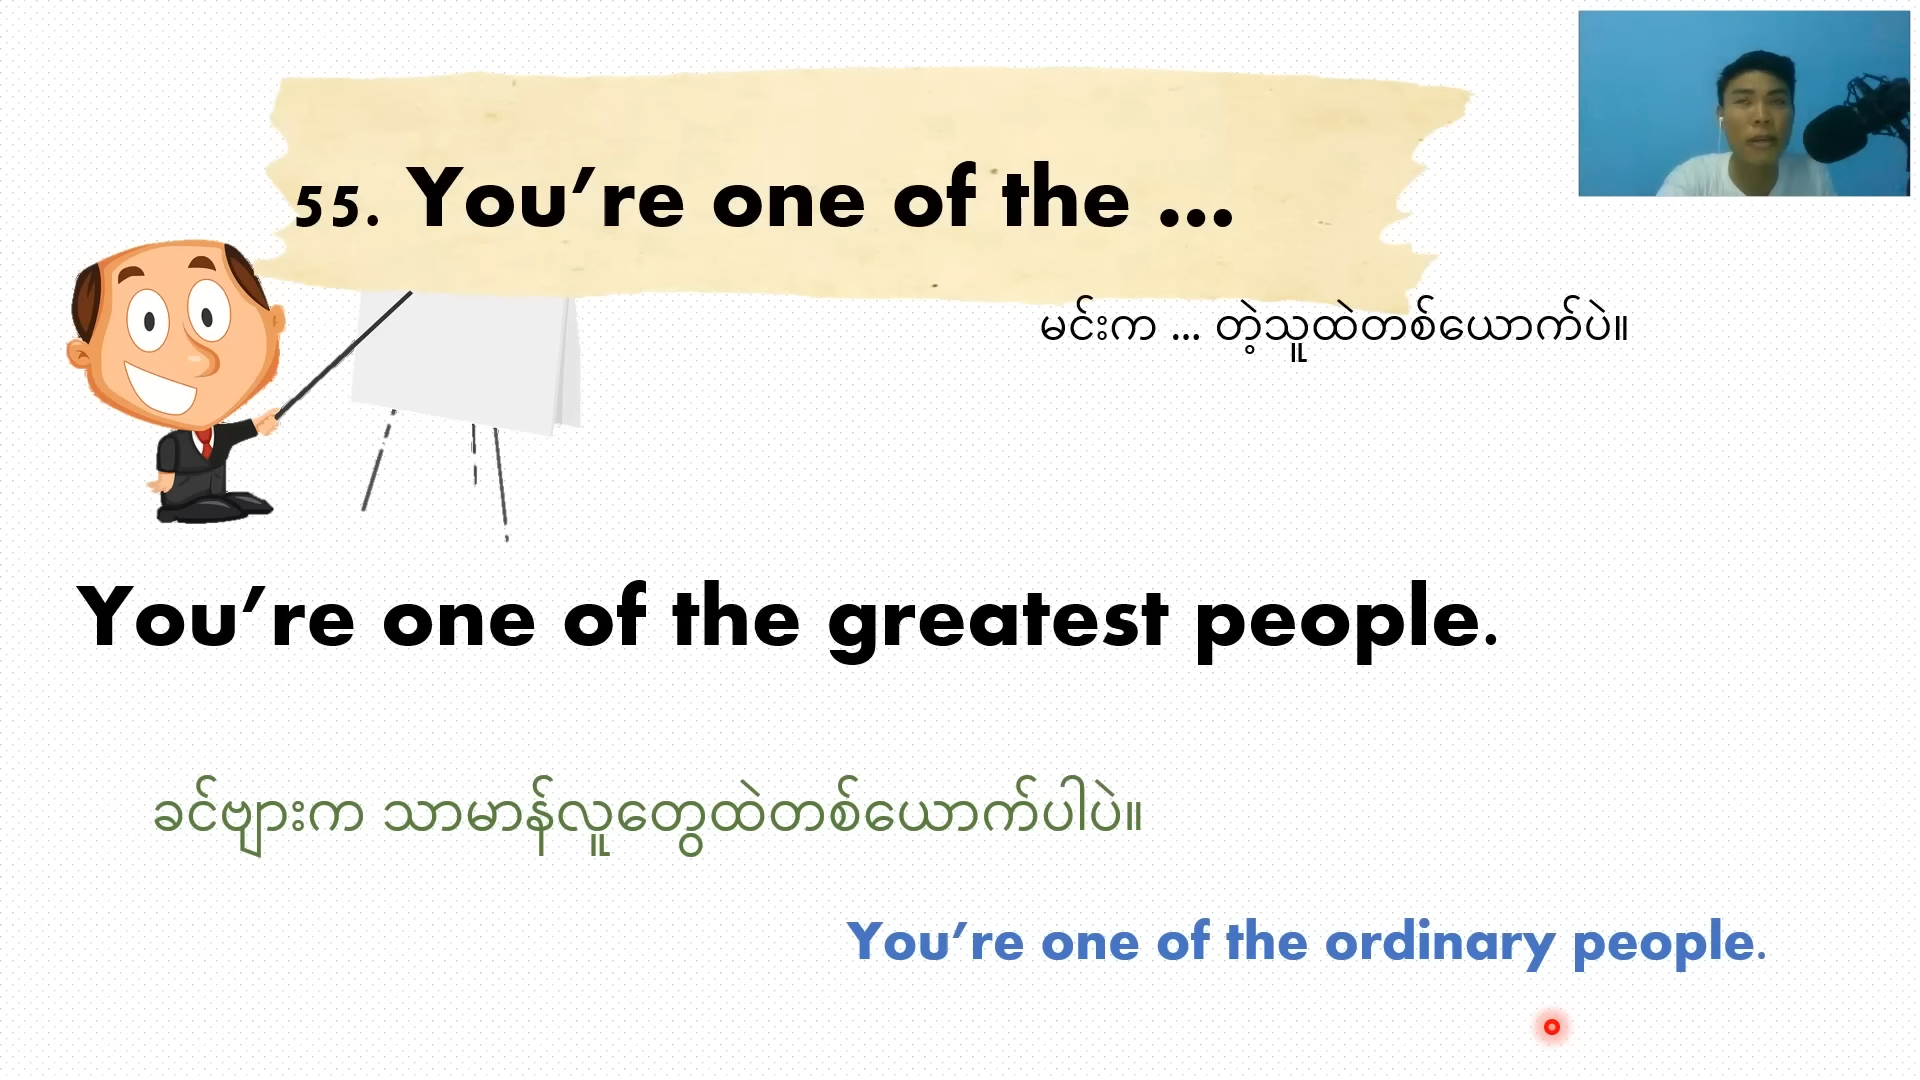 55. You’re one of the ...
မင်းက ... တဲ့သူထဲတစ်ယောက်ပဲ။
You’re one of the greatest people.
ခင်ဗျားက သာမာန်လူတွေထဲတစ်ယောက်ပါပဲ။
You’re one of the ordinary people.